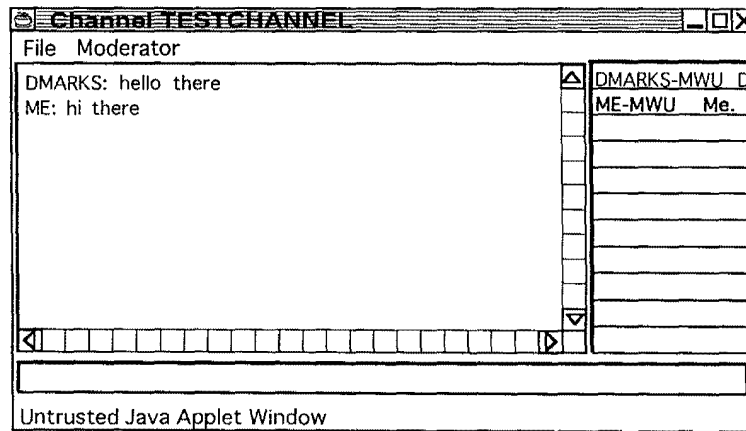 Channel TESTCHANNEL
File Moderator
DMARKS: hello there
ME: hi there
DMARKS-MWU D
ME-MWU Me.
Untrusted Java Applet Window